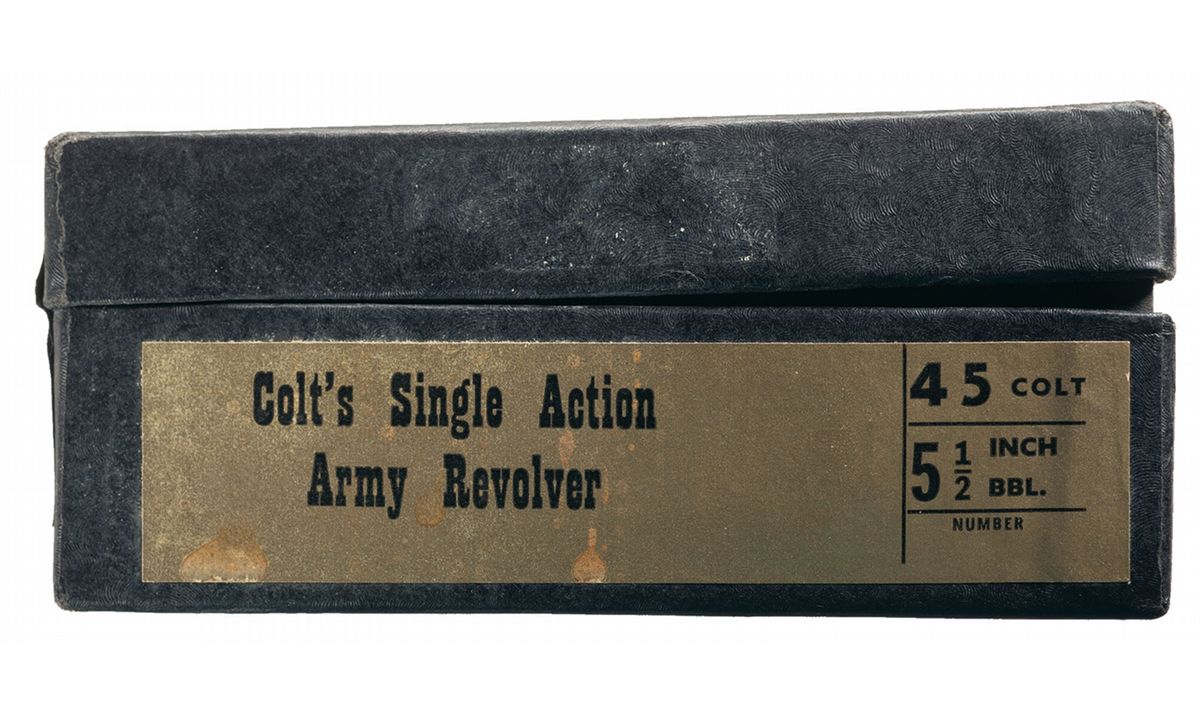 Colt's Single Action
Army Revolver
45 COLT
5 1/2 INCH
BBL.
NUMBER